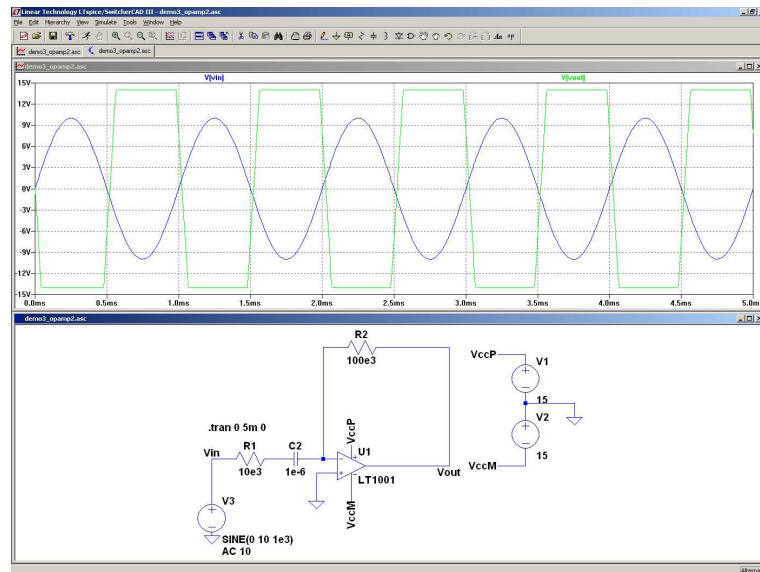 Linear Technology LTspice/SwitcherCAD III - demo3_opamp2.asc
File Edit Hierarchy View Simulate Tools Window Help
demo3_opamp2.asc demo3_opamp2.asc
demo3_opamp2.asc
V(vin) V(vout)
15V
12V
9V
6V
3V
0V
-3V
-6V
-9V
-12V
-15V
0.0ms 0.5ms 1.0ms 1.5ms 2.0ms 2.5ms 3.0ms 3.5ms 4.0ms 4.5ms 5.0m
demo3_opamp2.asc
R2
100e3
VccP
V1
15
V2
15
VccM
.tran 0 5m 0
Vin
R1
10e3
C2
1e-6
VccP
U1
LT1001
Vout
VccM
V3
SINE(0 10 1e3)
AC 10